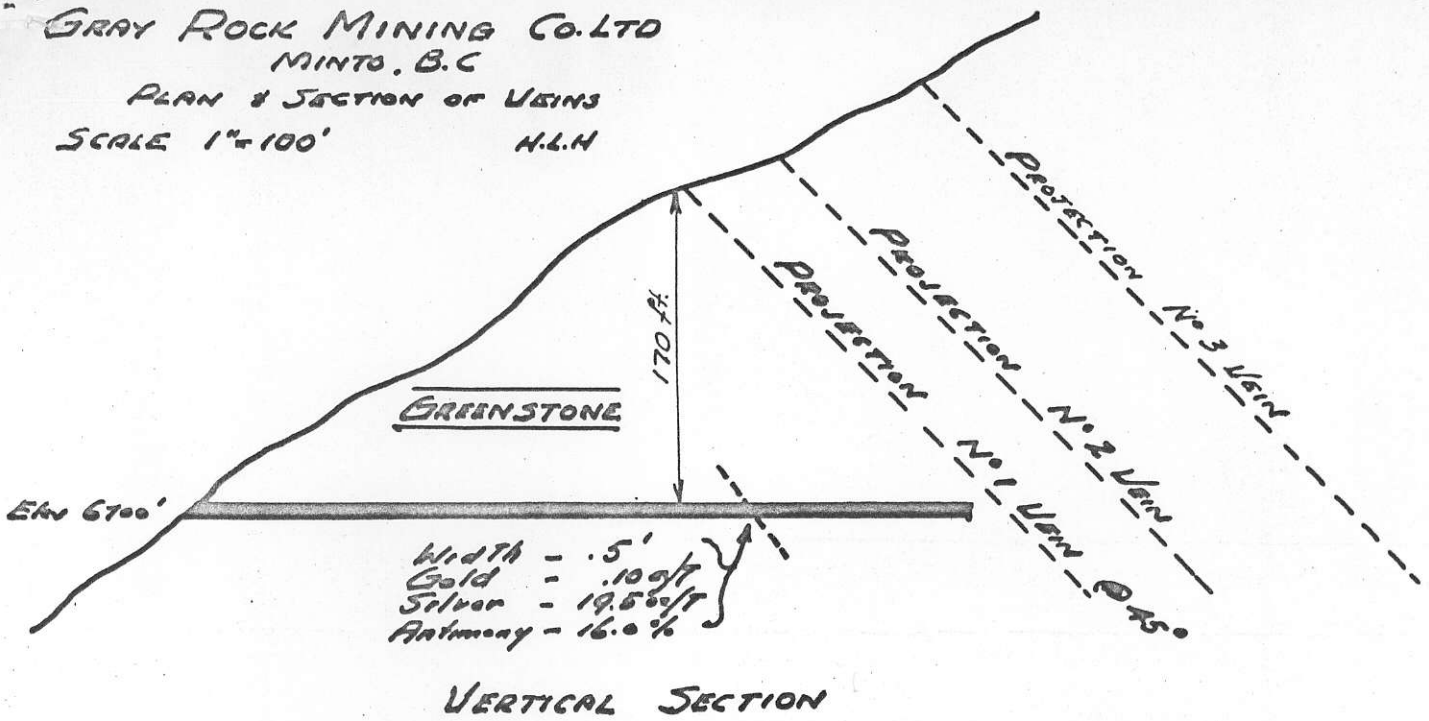 GRAY ROCK MINING CO. LTD
MINTO, B.C
PLAN & SECTION OF VEINS
SCALE 1"=100' H.L.H
PROJECTION No 3 VEIN
PROJECTION No 2 VEIN
PROJECTION No 1 VEIN @ 45°
170 ft.
GREENSTONE
ELEV 6700'
Width - .5'
Gold - .10 oz/T
Silver - 19.5 oz/T
Antimony - 16.0 %
VERTICAL SECTION